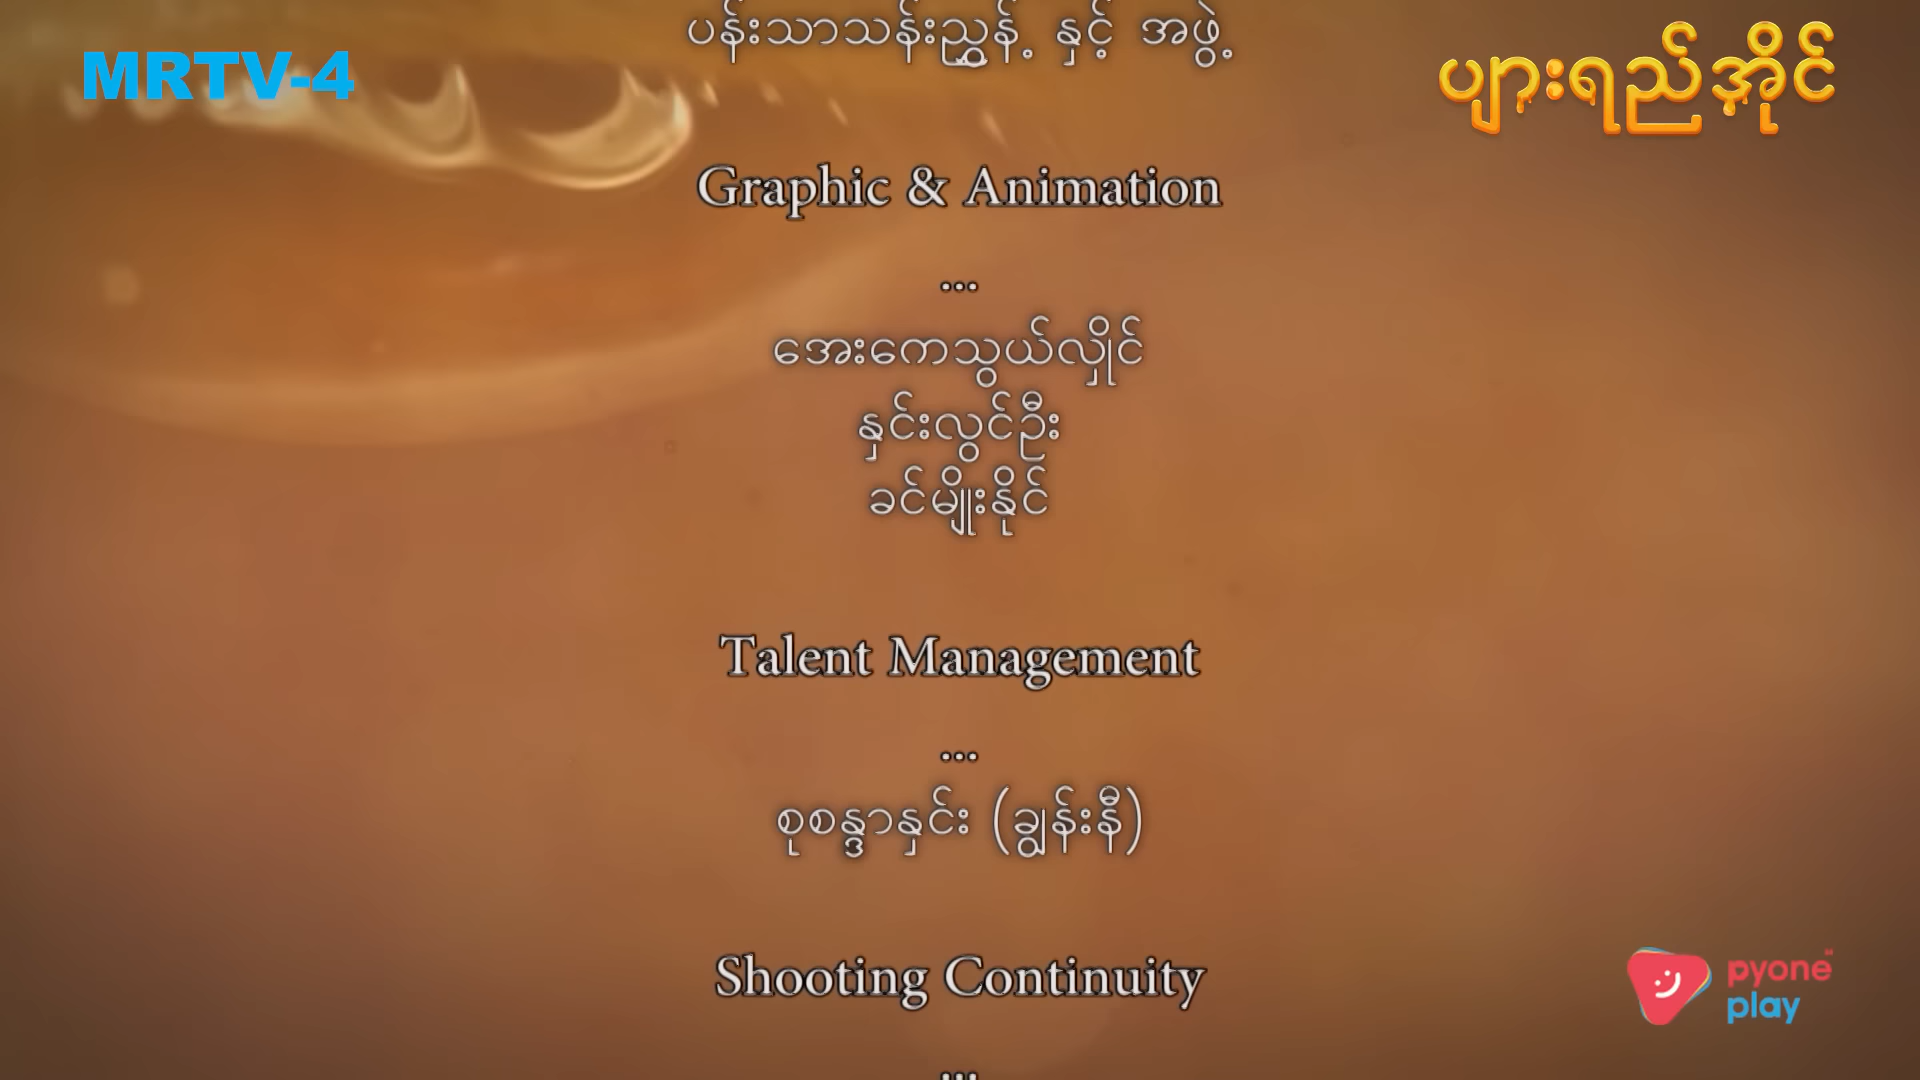 ပန်းသာသန်းညွှန့် နှင့် အဖွဲ့
MRTV-4
ပျားရည်အိုင်
Graphic & Animation
...
အေးကေသွယ်လှိုင်
နှင်းလွင်ဦး
ခင်မျိုးနိုင်
Talent Management
...
စုစန္ဒာနှင်း (ချွန်းနီ)
Shooting Continuity
...
pyone
play